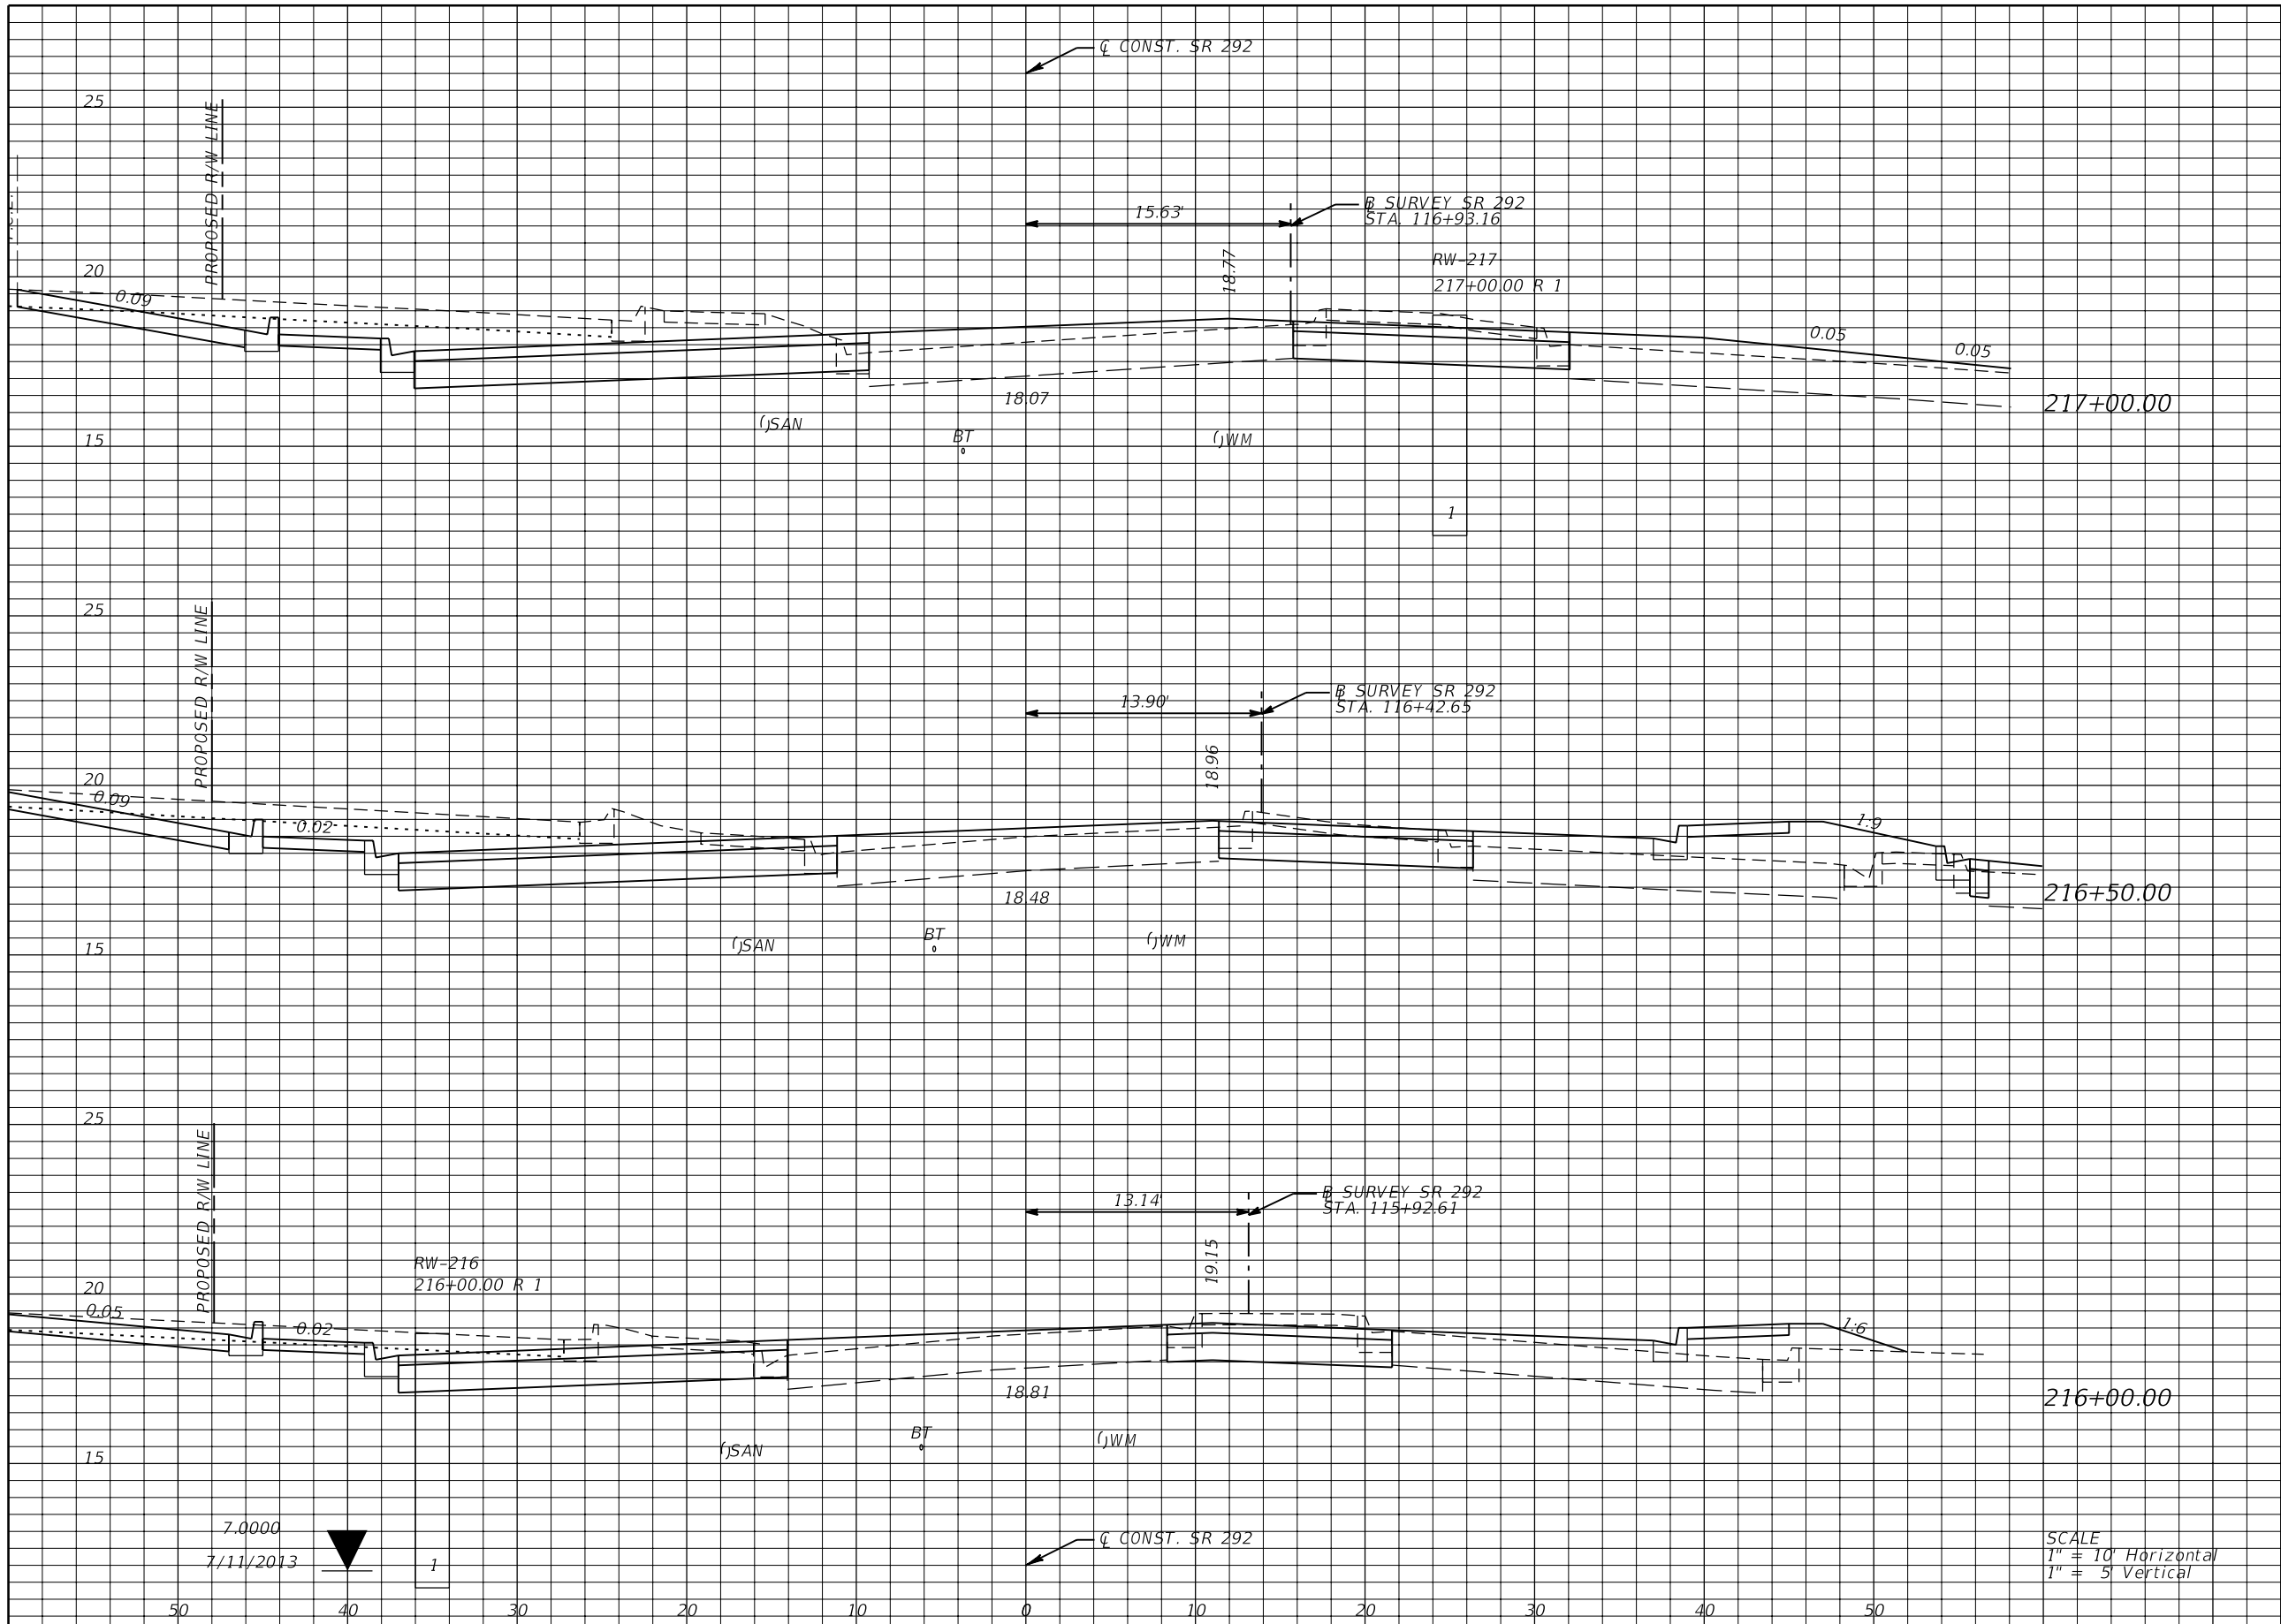 ℄ CONST. SR 292
25
PROPOSED R/W LINE
15.63'
B SURVEY SR 292
STA. 116+93.16
18.77
RW-217
217+00.00 R 1
20
0.09
0.05
0.05
18.07
217+00.00
SAN
BT
WM
15
1
25
PROPOSED R/W LINE
13.90'
B SURVEY SR 292
STA. 116+42.65
18.96
20
0.09
0.02
1:9
18.48
216+50.00
SAN
BT
WM
15
25
PROPOSED R/W LINE
13.14'
B SURVEY SR 292
STA. 115+92.61
19.15
RW-216
216+00.00 R 1
20
0.05
0.02
1:6
18.81
216+00.00
SAN
BT
WM
15
7.0000
7/11/2013
1
℄ CONST. SR 292
SCALE
1" = 10' Horizontal
1" = 5' Vertical
50 40 30 20 10 0 10 20 30 40 50